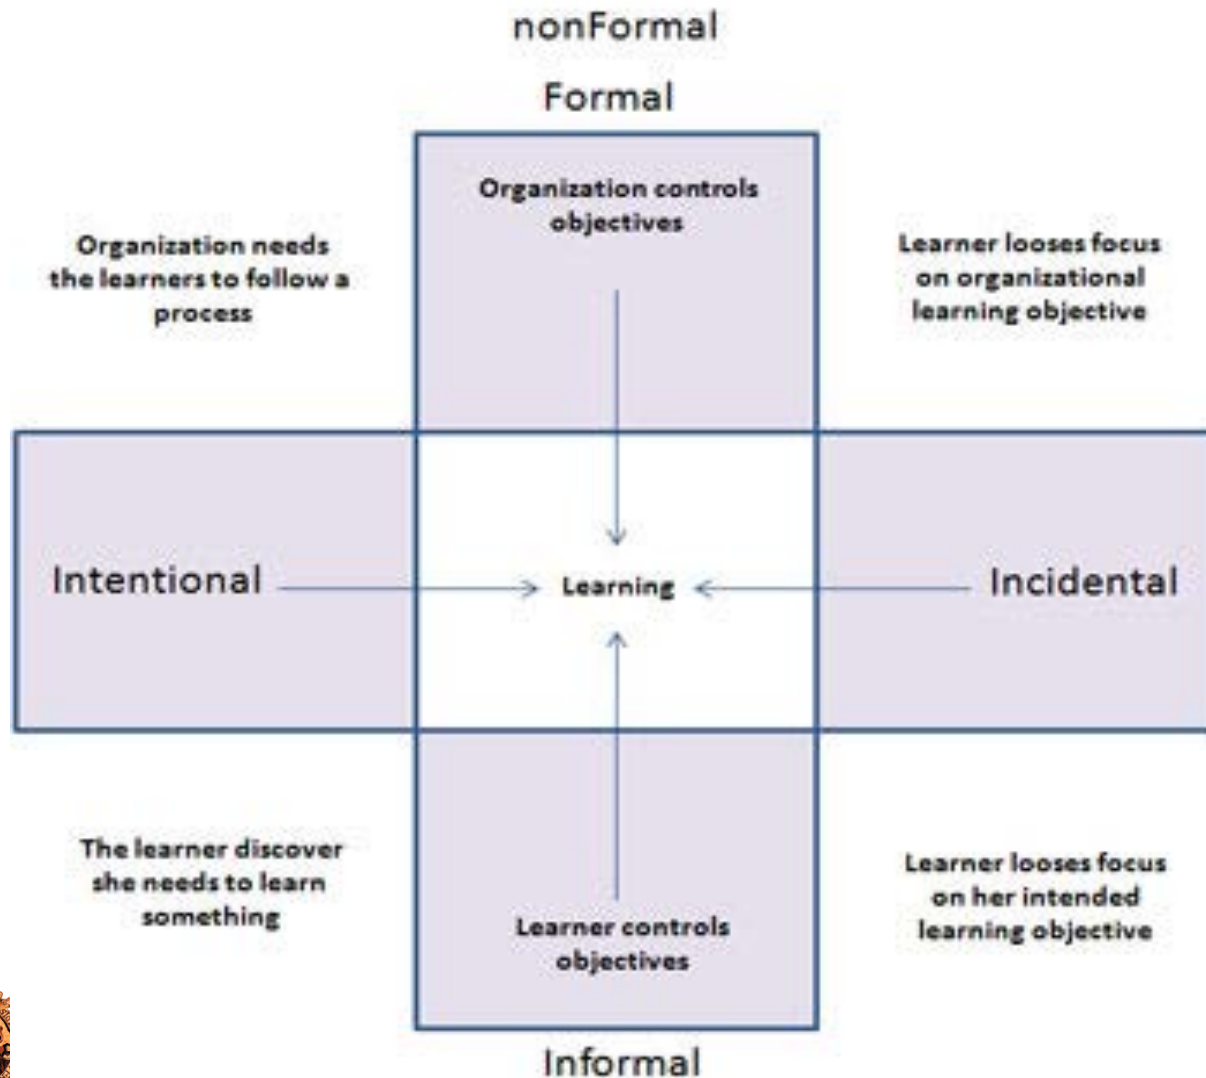 nonFormal
Formal
Organization controls
objectives
Organization needs
the learners to follow a
process
Learner looses focus
on organizational
learning objective
Intentional
Learning
Incidental
The learner discover
she needs to learn
something
Learner controls
objectives
Learner looses focus
on her intended
learning objective
Informal